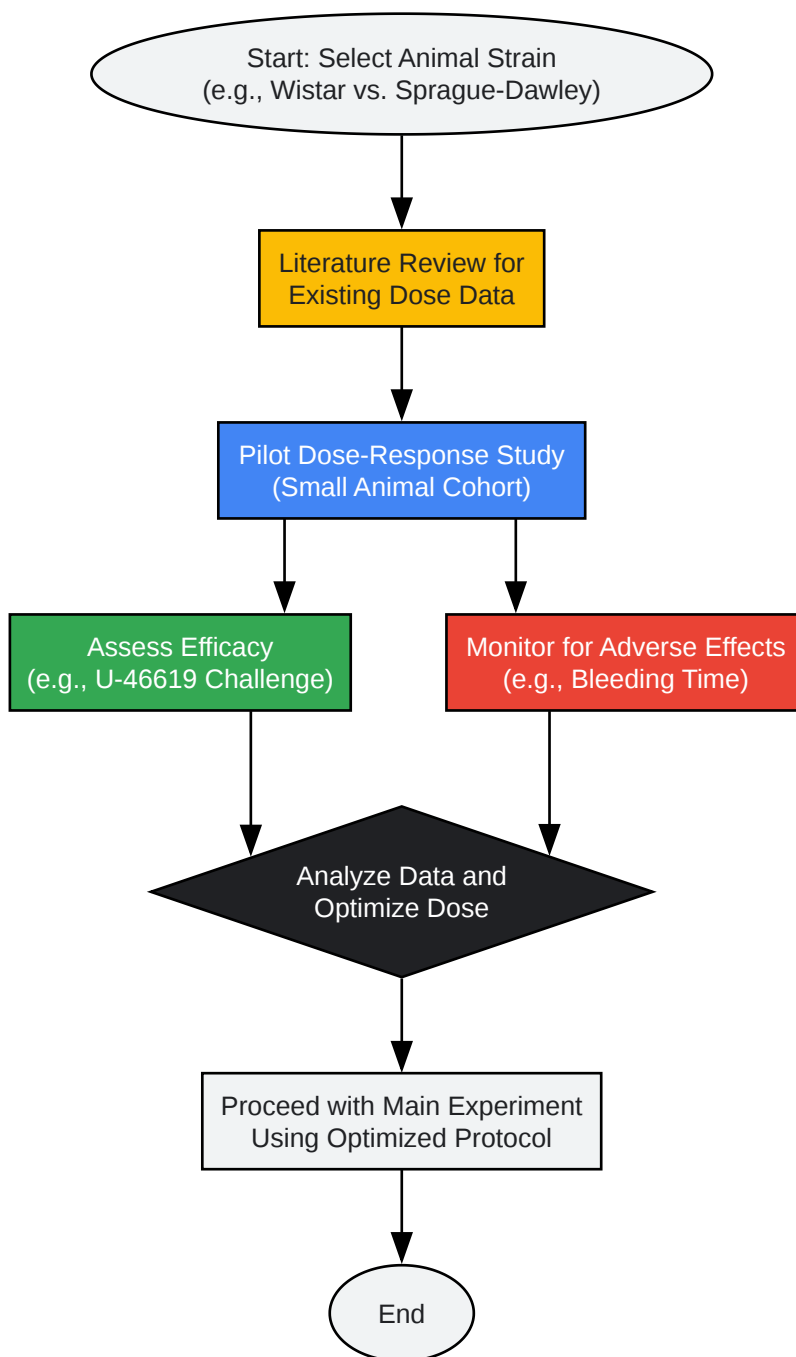 Start: Select Animal Strain
(e.g., Wistar vs. Sprague-Dawley)
Literature Review for
Existing Dose Data
Pilot Dose-Response Study
(Small Animal Cohort)
Assess Efficacy
(e.g., U-46619 Challenge)
Monitor for Adverse Effects
(e.g., Bleeding Time)
Analyze Data and
Optimize Dose
Proceed with Main Experiment
Using Optimized Protocol
End